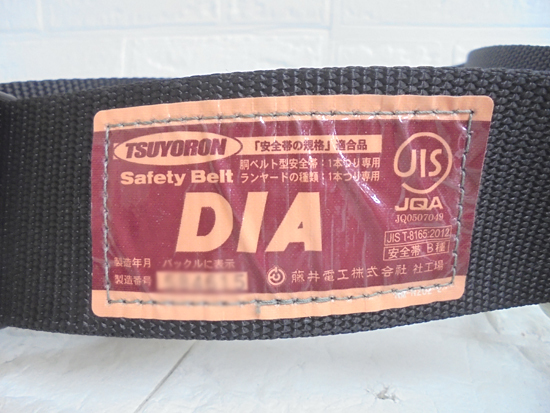 TSUYORON
「安全帯の規格」適合品
胴ベルト型安全帯：1本つり専用
Safety Belt
ランヤードの種類：1本つり専用
DIA
JIS
JQA
JQ0507049
JIS T-8165:2012
安全帯 B種
製造年月 バックルに表示
製造番号
藤井電工株式会社 社工場